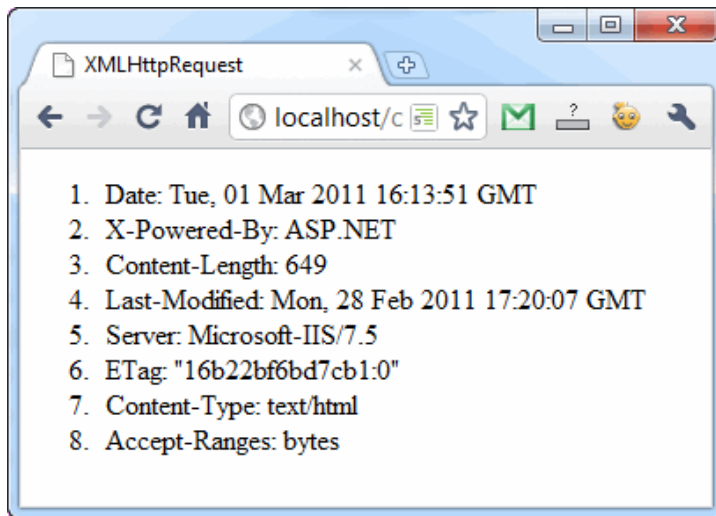 XMLHttpRequest
localhost/c
1. Date: Tue, 01 Mar 2011 16:13:51 GMT
2. X-Powered-By: ASP.NET
3. Content-Length: 649
4. Last-Modified: Mon, 28 Feb 2011 17:20:07 GMT
5. Server: Microsoft-IIS/7.5
6. ETag: "16b22bf6bd7cb1:0"
7. Content-Type: text/html
8. Accept-Ranges: bytes